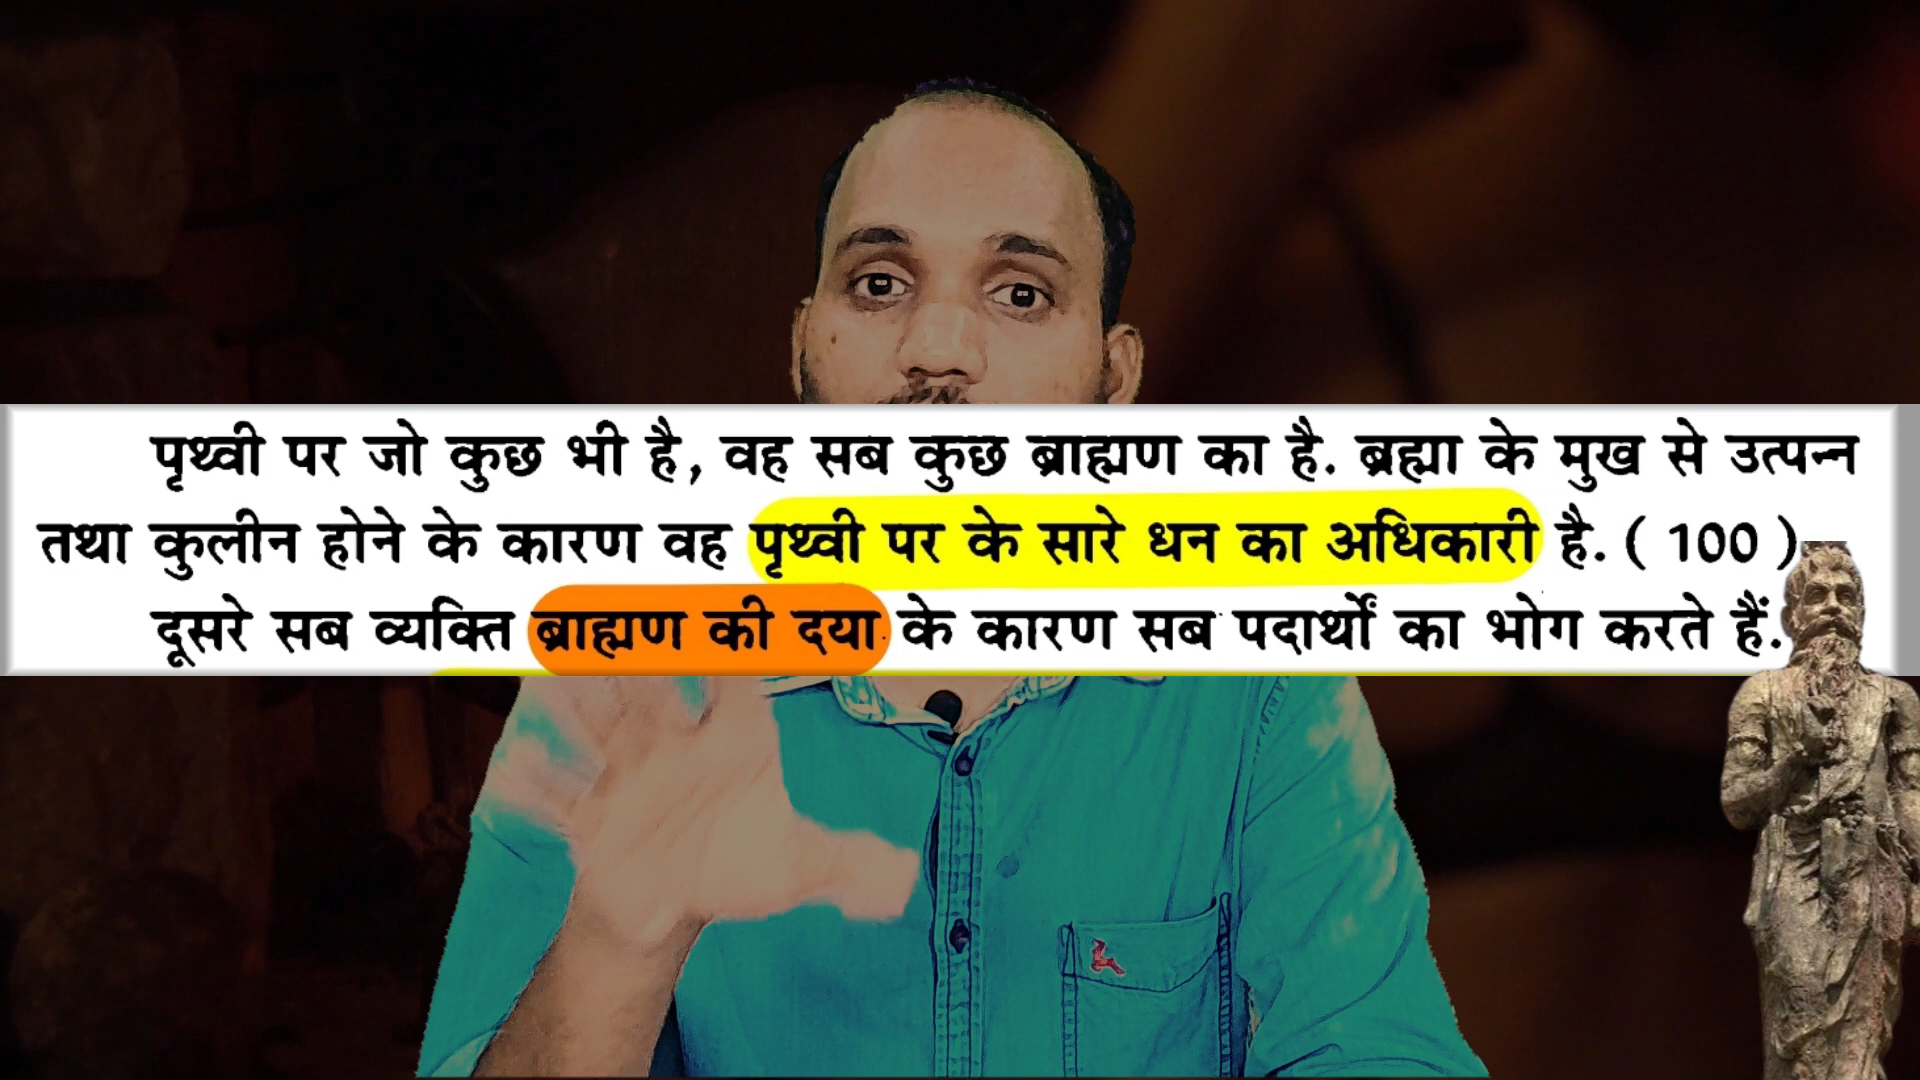 पृथ्वी पर जो कुछ भी है, वह सब कुछ ब्राह्मण का है. ब्रह्मा के मुख से उत्पन्न
तथा कुलीन होने के कारण वह पृथ्वी पर के सारे धन का अधिकारी है. ( 100 )
दूसरे सब व्यक्ति ब्राह्मण की दया के कारण सब पदार्थों का भोग करते हैं.